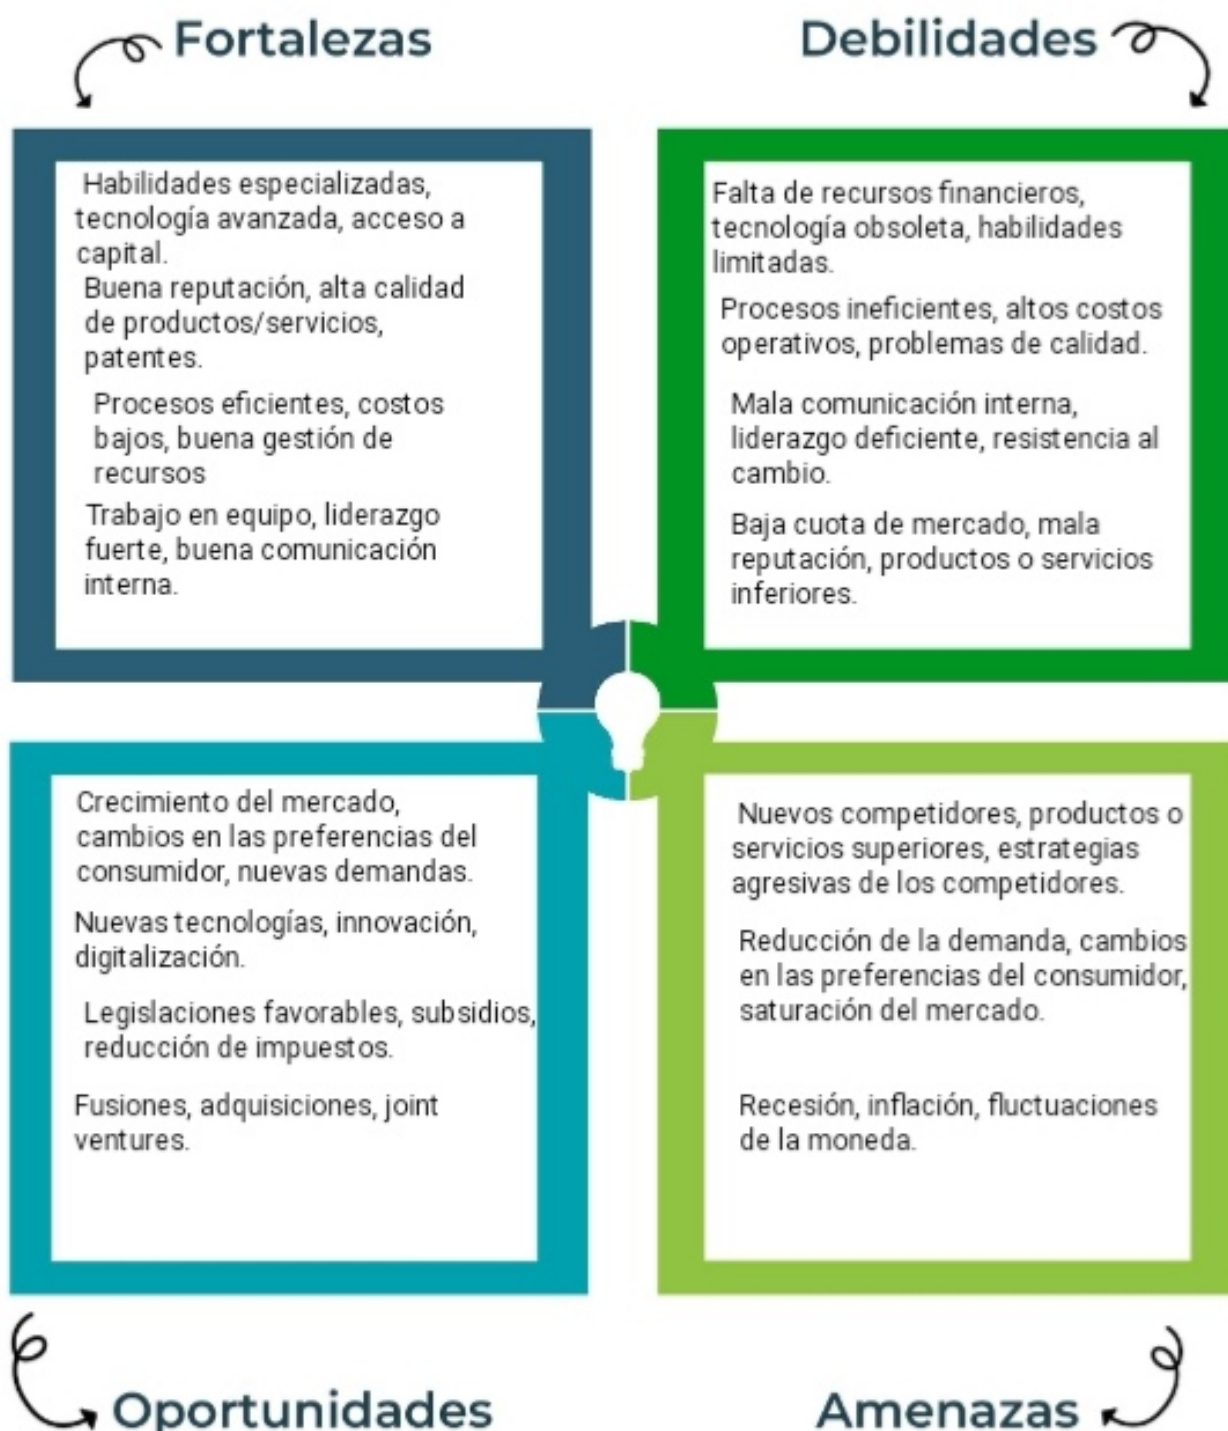 Fortalezas
Habilidades especializadas,
tecnología avanzada, acceso a
capital.
Buena reputación, alta calidad
de productos/servicios,
patentes.
Procesos eficientes, costos
bajos, buena gestión de
recursos
Trabajo en equipo, liderazgo
fuerte, buena comunicación
interna.
Debilidades
Falta de recursos financieros,
tecnología obsoleta, habilidades
limitadas.
Procesos ineficientes, altos costos
operativos, problemas de calidad.
Mala comunicación interna,
liderazgo deficiente, resistencia al
cambio.
Baja cuota de mercado, mala
reputación, productos o servicios
inferiores.
Crecimiento del mercado,
cambios en las preferencias del
consumidor, nuevas demandas.
Nuevas tecnologías, innovación,
digitalización.
Legislaciones favorables, subsidios,
reducción de impuestos.
Fusiones, adquisiciones, joint
ventures.
Oportunidades
Nuevos competidores, productos o
servicios superiores, estrategias
agresivas de los competidores.
Reducción de la demanda, cambios
en las preferencias del consumidor,
saturación del mercado.
Recesión, inflación, fluctuaciones
de la moneda.
Amenazas